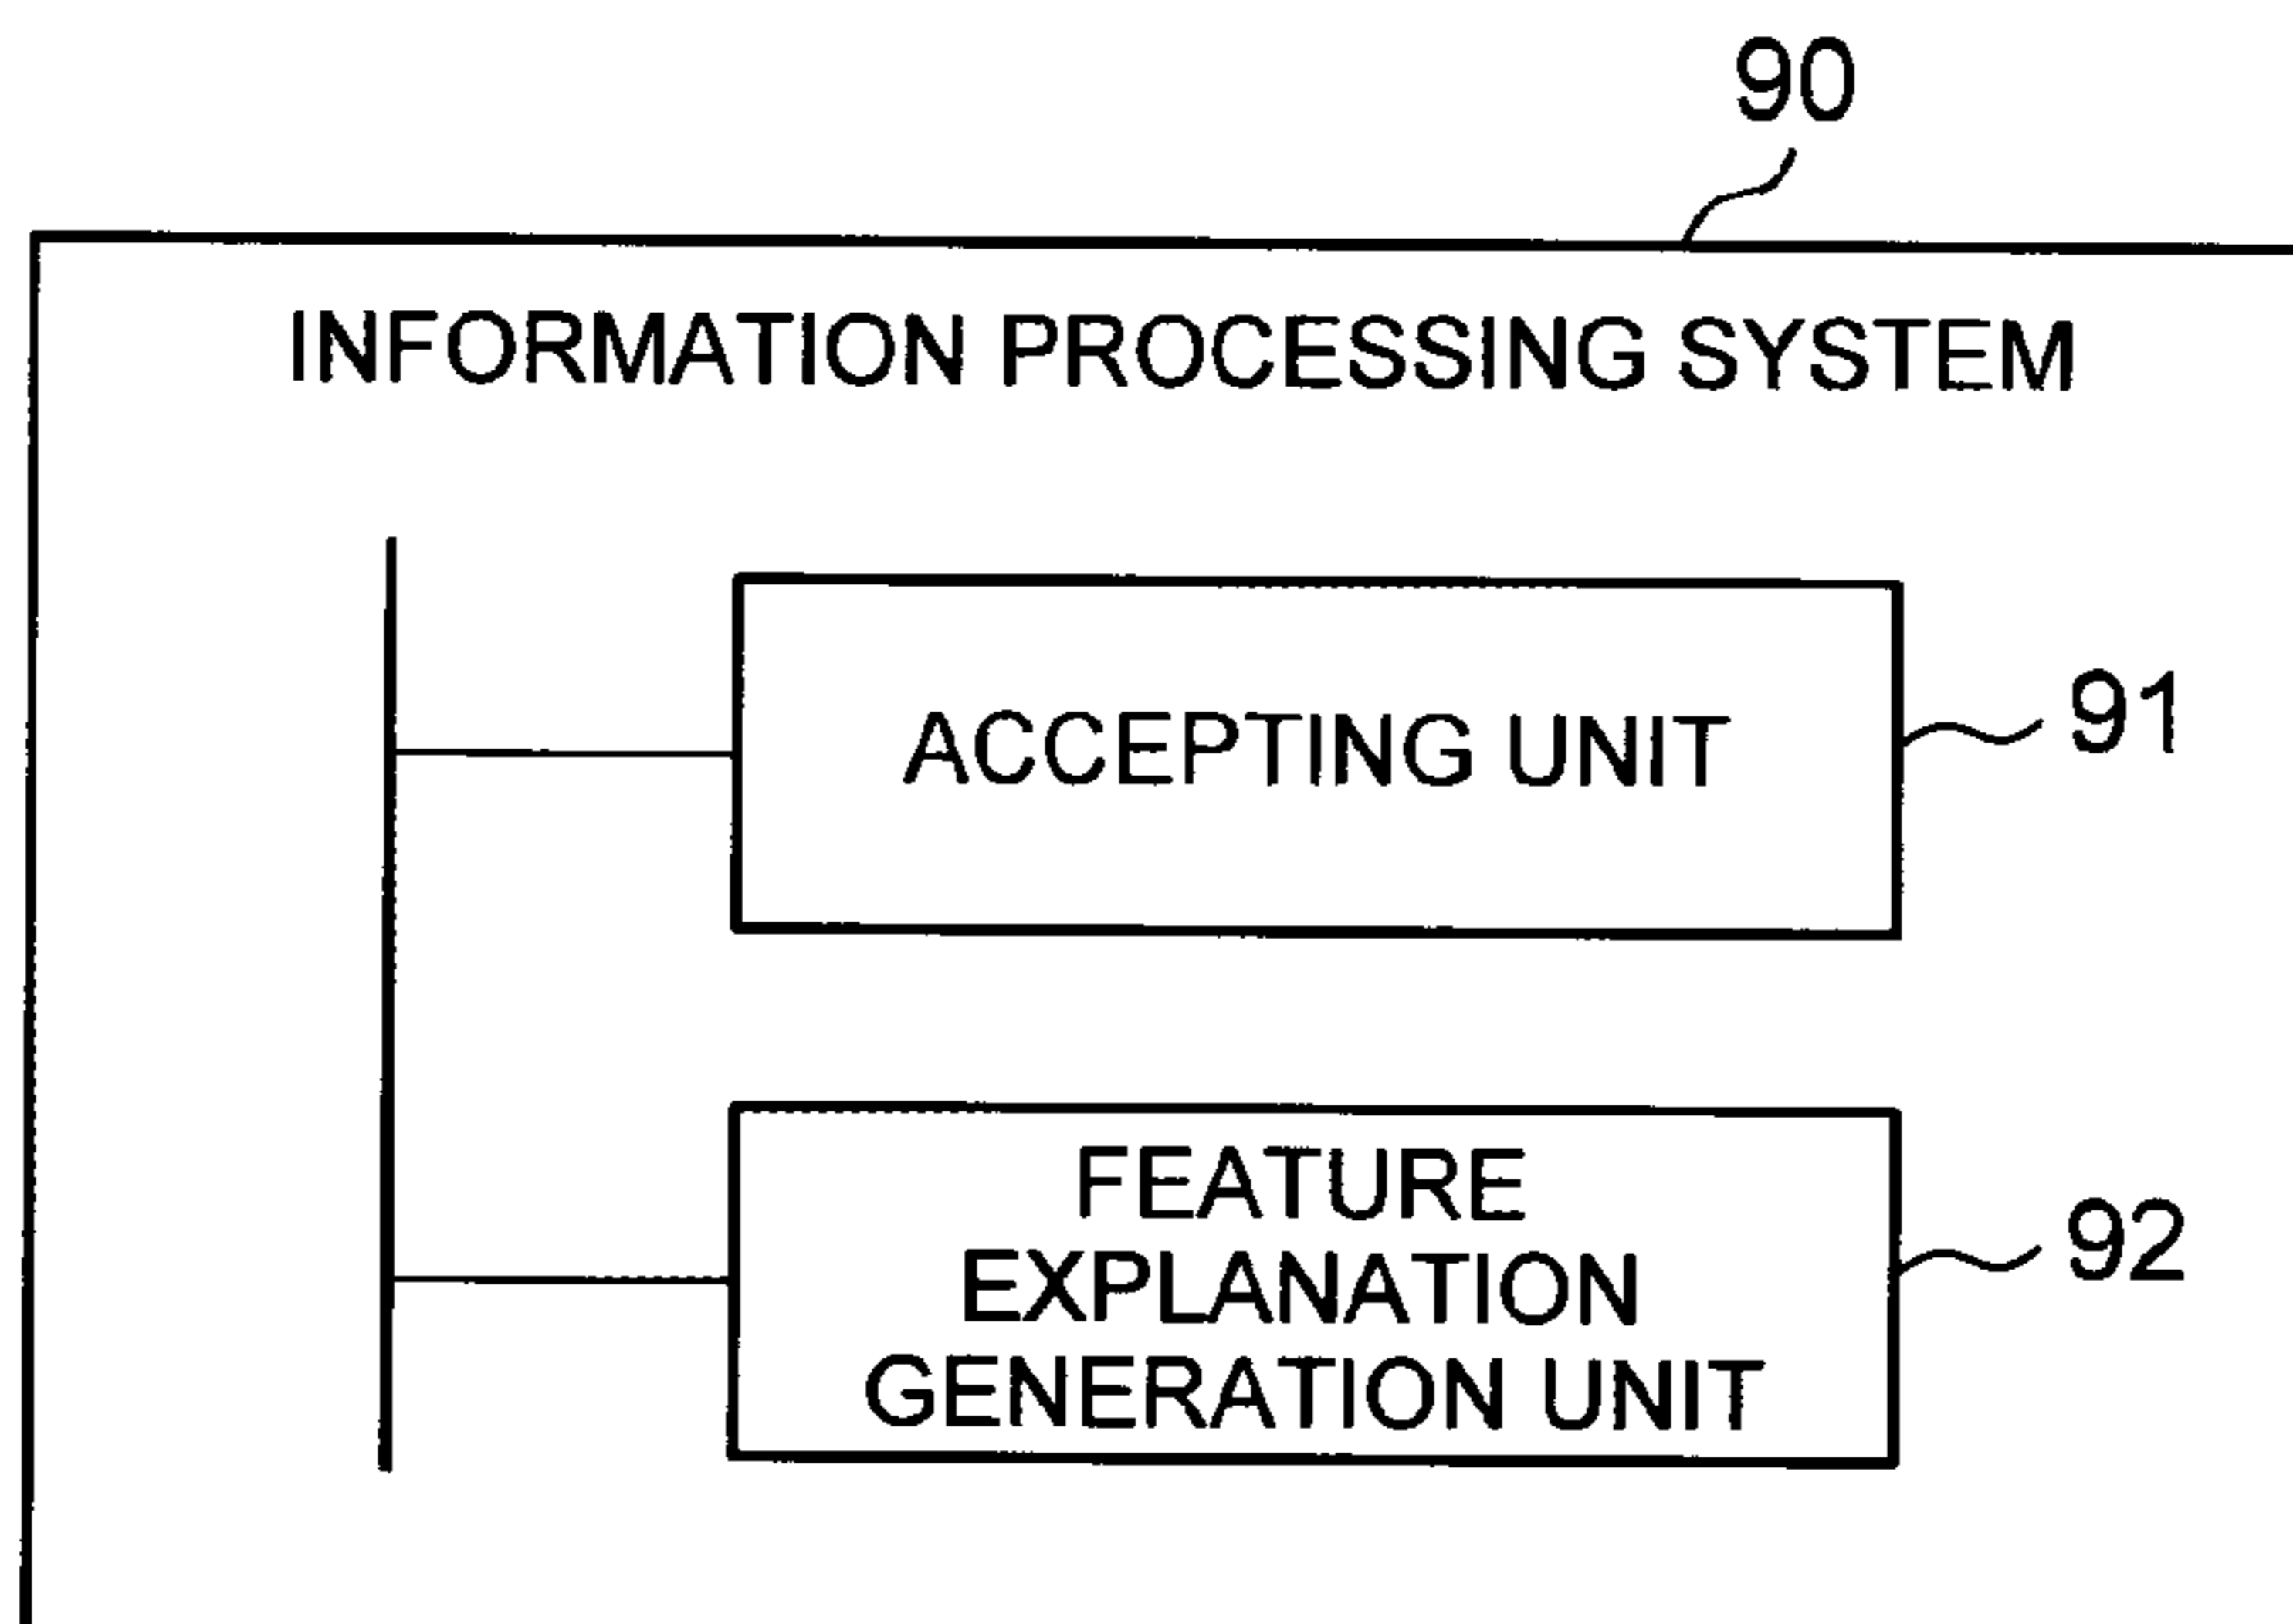 90
INFORMATION PROCESSING SYSTEM
ACCEPTING UNIT
91
FEATURE
EXPLANATION
GENERATION UNIT
92